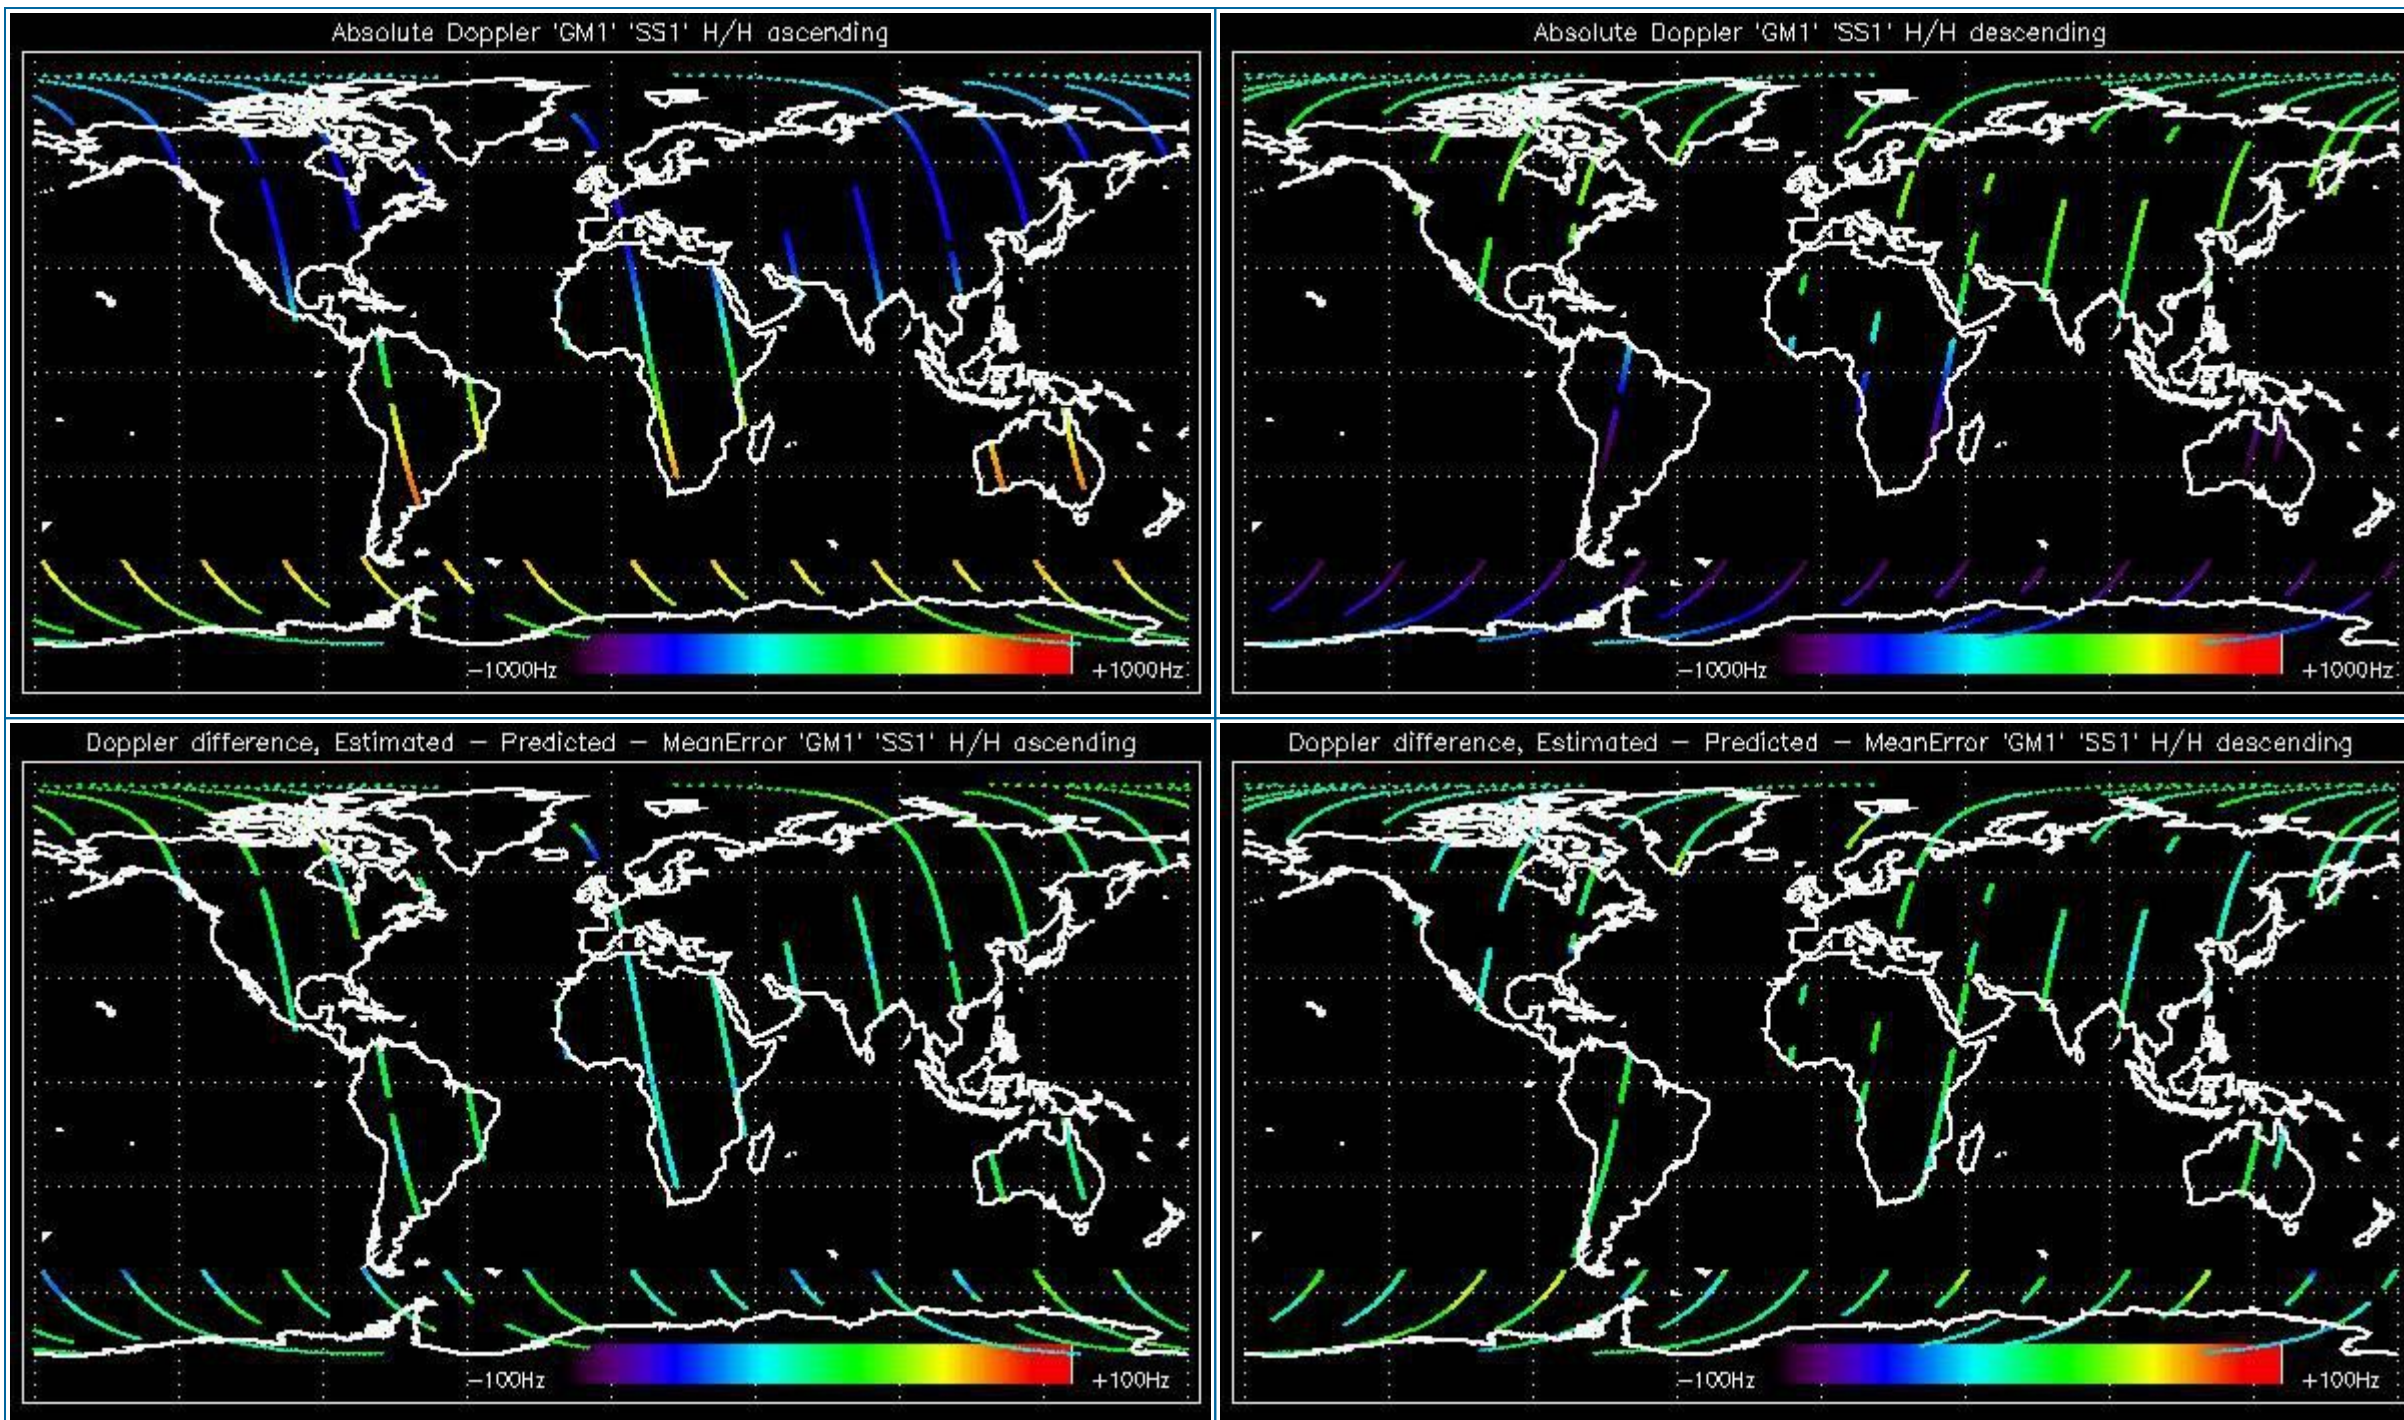 Absolute Doppler 'GM1' 'SS1' H/H ascending
−1000Hz
+1000Hz
Absolute Doppler 'GM1' 'SS1' H/H descending
−1000Hz
+1000Hz
Doppler difference, Estimated − Predicted − MeanError 'GM1' 'SS1' H/H ascending
−100Hz
+100Hz
Doppler difference, Estimated − Predicted − MeanError 'GM1' 'SS1' H/H descending
−100Hz
+100Hz